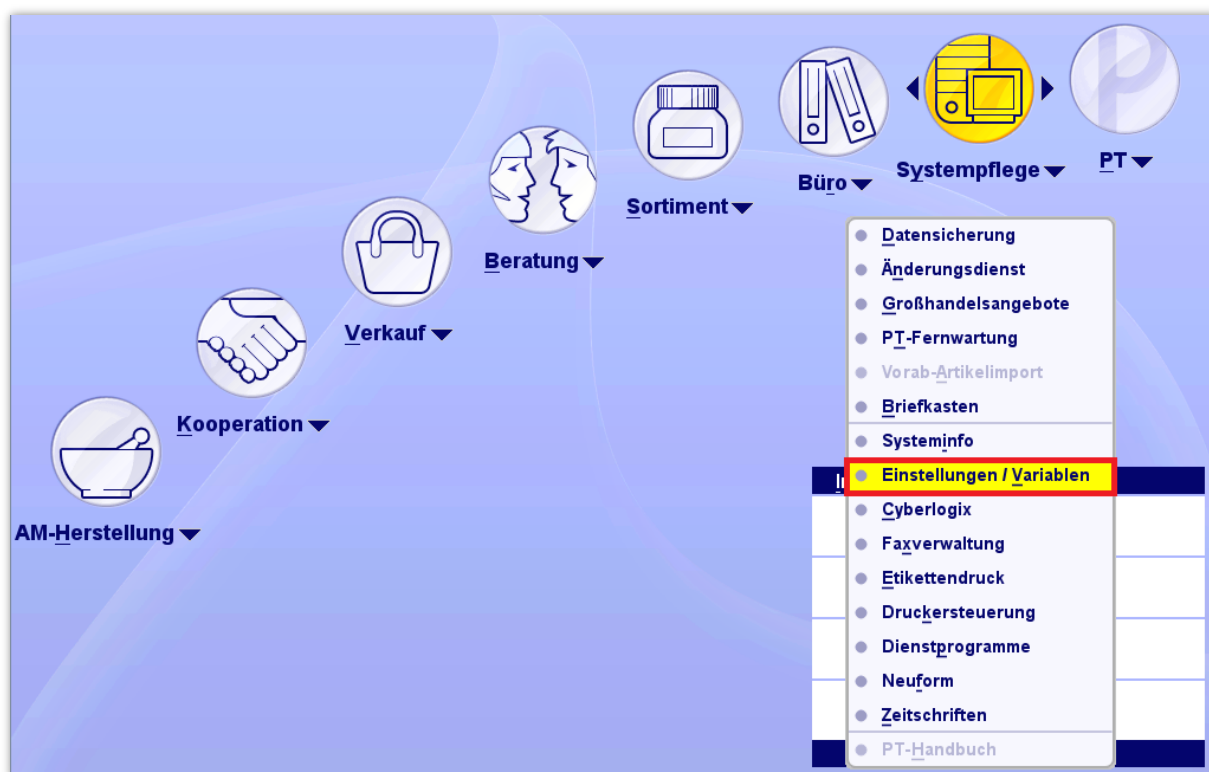 PT
Systempflege
Büro
Sortiment
Beratung
Verkauf
Kooperation
AM-Herstellung
Datensicherung
Änderungsdienst
Großhandelsangebote
PT-Fernwartung
Vorab-Artikelimport
Briefkasten
Systeminfo
Einstellungen / Variablen
Cyberlogix
Faxverwaltung
Etikettendruck
Druckersteuerung
Dienstprogramme
Neuform
Zeitschriften
PT-Handbuch